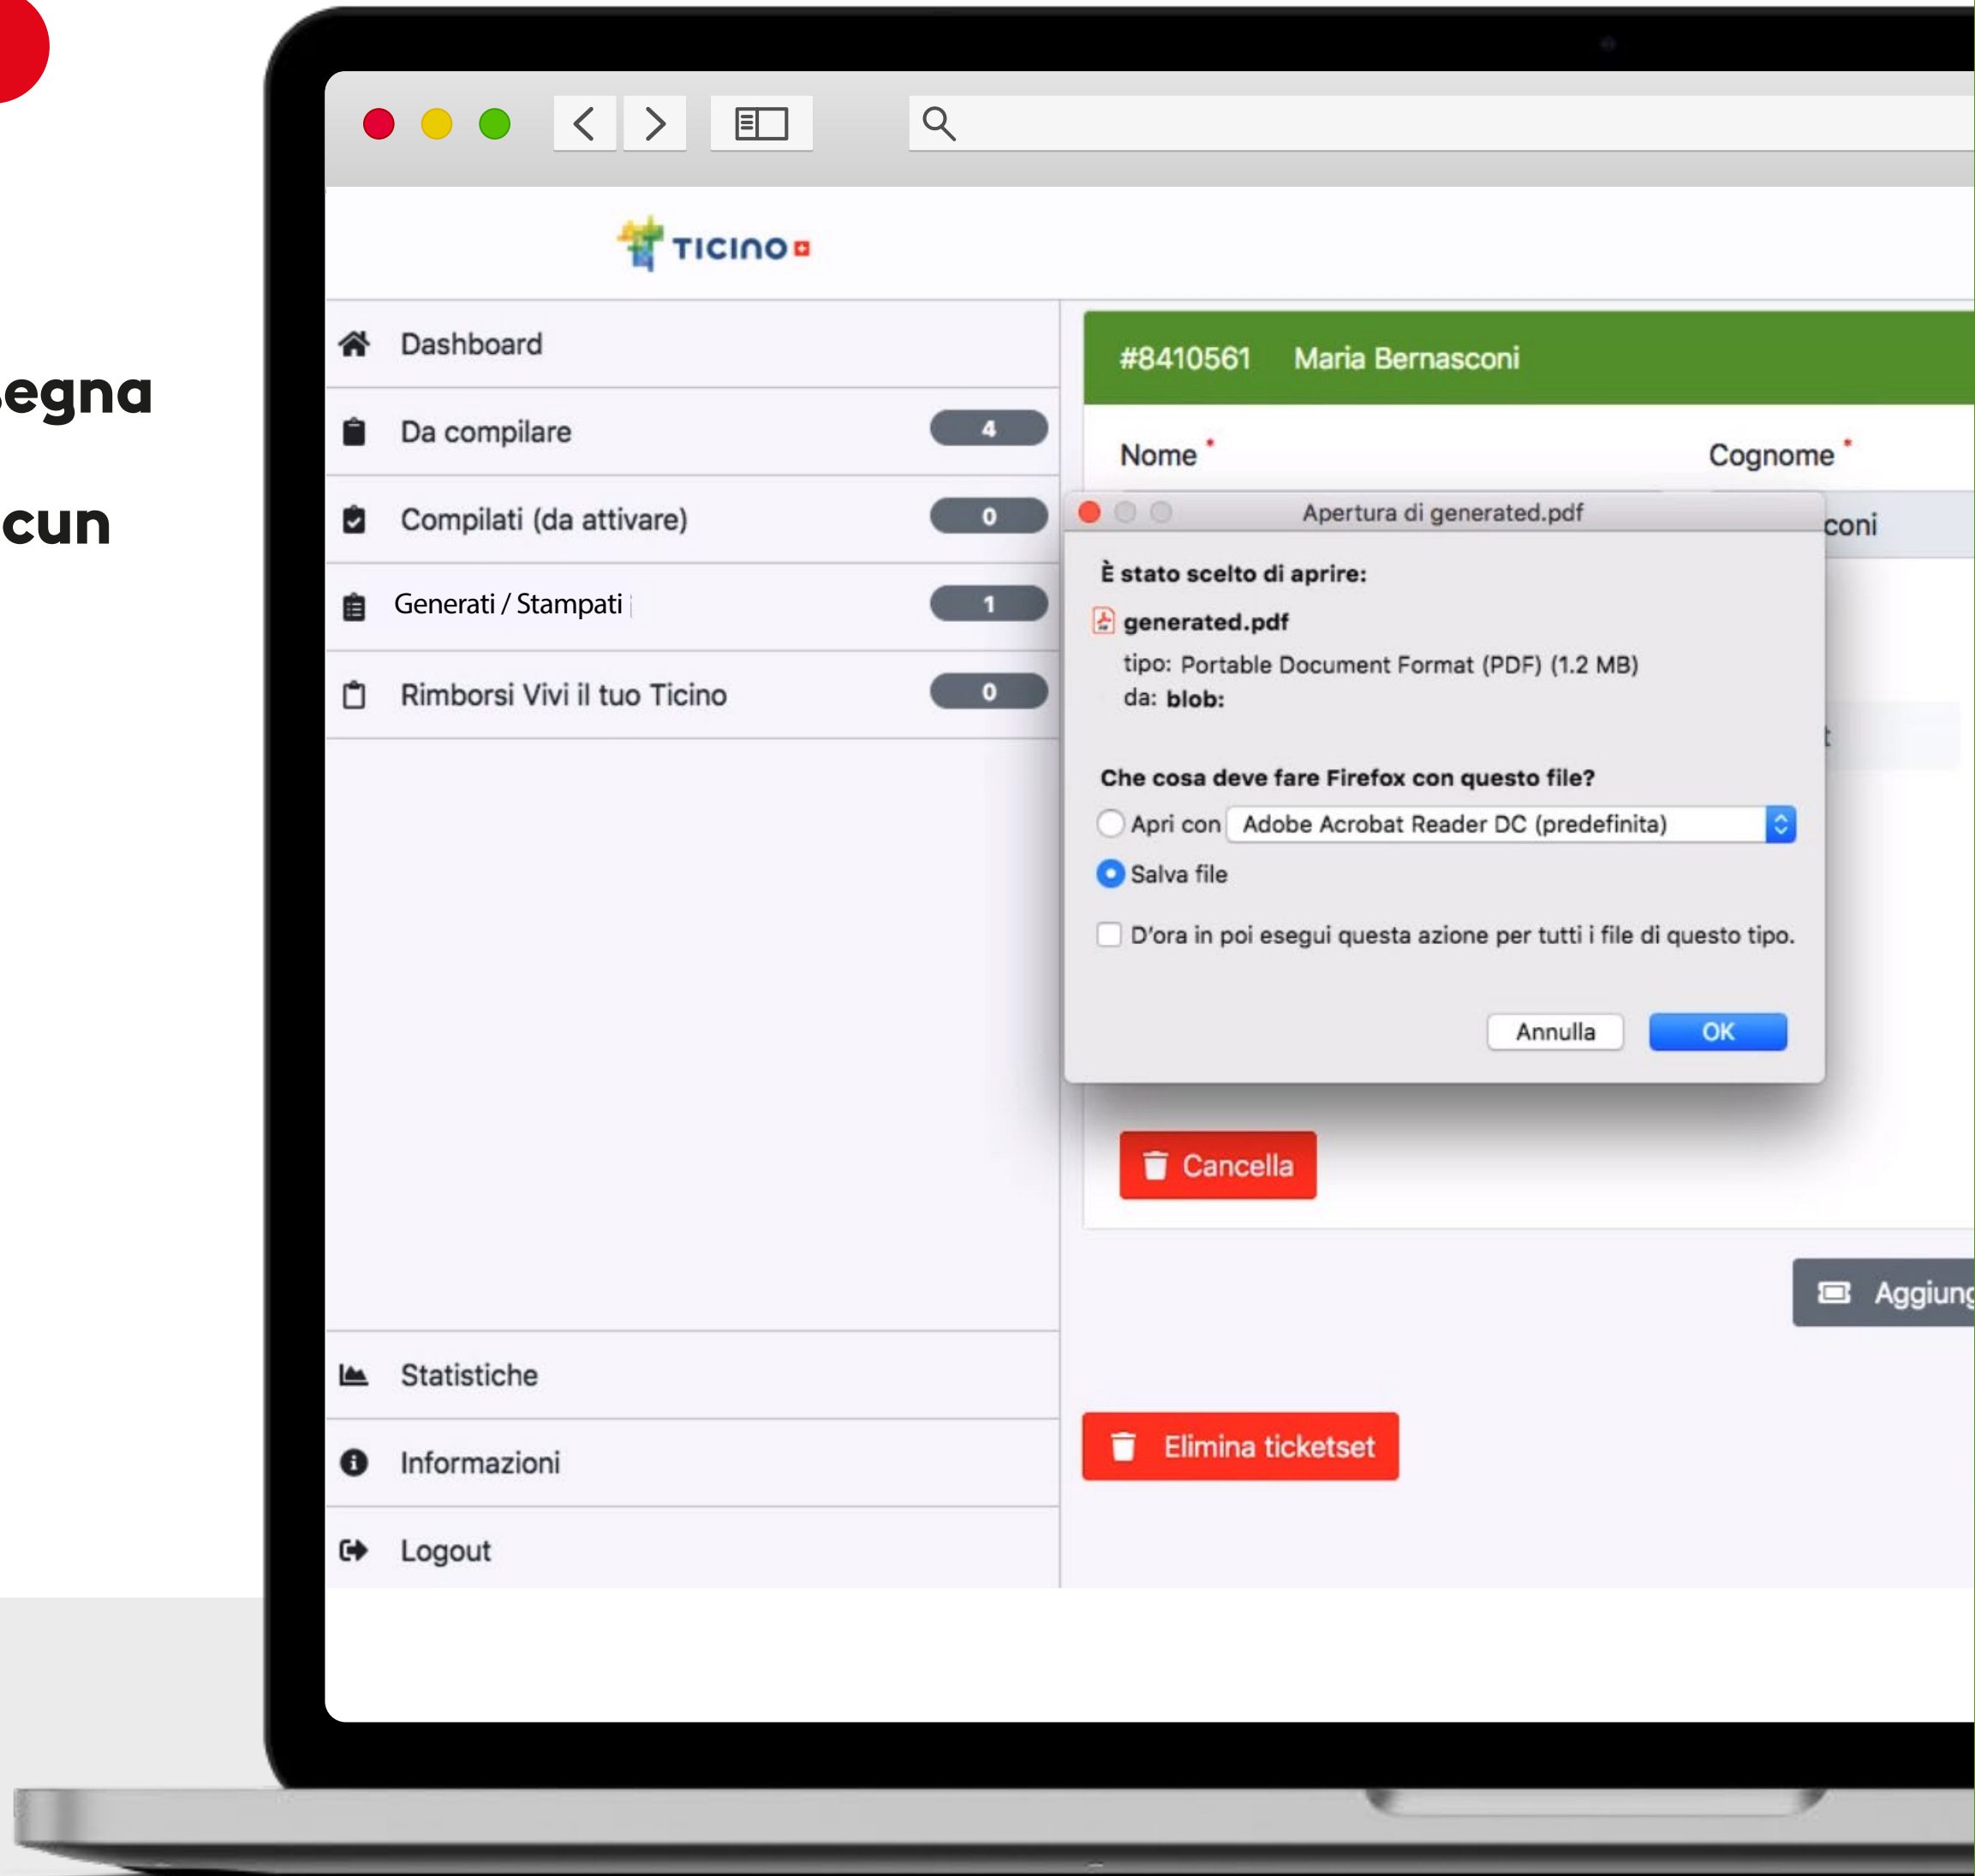 TICINO
segna
cun
Dashboard
Da compilare 4
Compilati (da attivare) 0
Generati / Stampati 1
Rimborsi Vivi il tuo Ticino 0
Statistiche
Informazioni
Logout
#8410561 Maria Bernasconi
Nome * Cognome *
coni
Apertura di generated.pdf
È stato scelto di aprire:
generated.pdf
tipo: Portable Document Format (PDF) (1.2 MB)
da: blob:
Che cosa deve fare Firefox con questo file?
Apri con Adobe Acrobat Reader DC (predefinita)
Salva file
D'ora in poi esegui questa azione per tutti i file di questo tipo.
Annulla OK
Cancella
Aggiung
Elimina ticketset